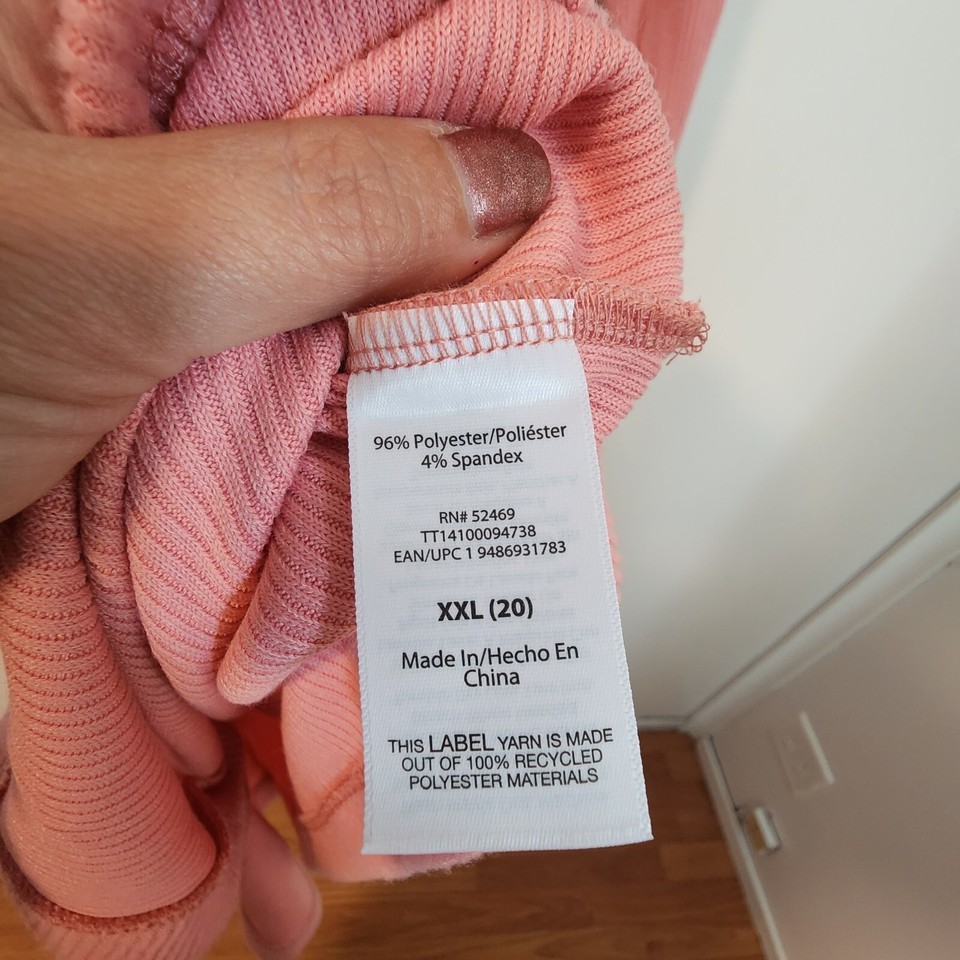 96% Polyester/Poliéster
4% Spandex
RN# 52469
TT14100094738
EAN/UPC 1 9486931783
XXL (20)
Made In/Hecho En
China
THIS LABEL YARN IS MADE
OUT OF 100% RECYCLED
POLYESTER MATERIALS